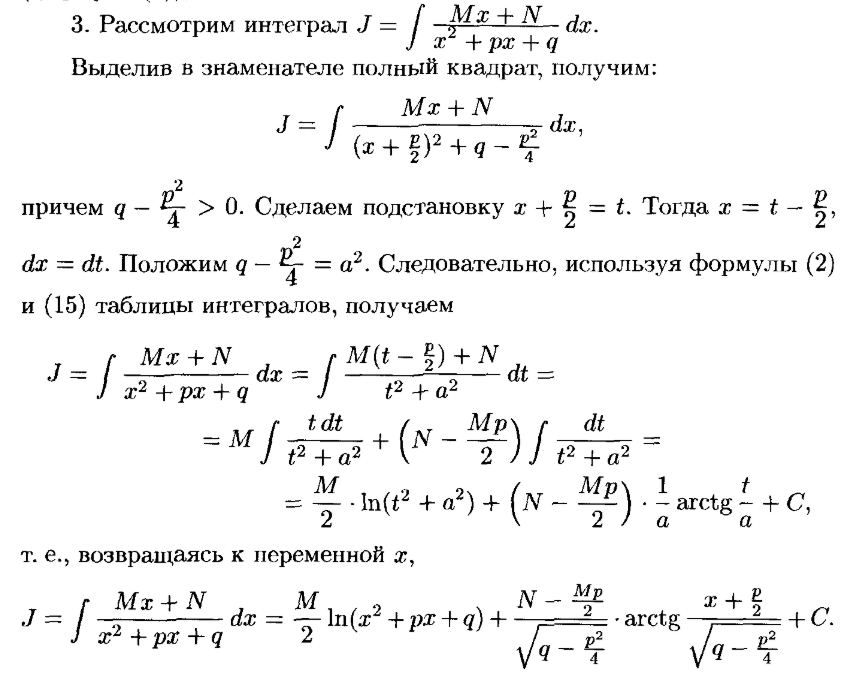 3. Рассмотрим интеграл $J = \int \frac{Mx + N}{x^2 + px + q}\, dx.$
Выделив в знаменателе полный квадрат, получим:
$J = \int \frac{Mx + N}{(x + \frac{p}{2})^2 + q - \frac{p^2}{4}}\, dx,$
причем $q - \frac{p^2}{4} > 0$. Сделаем подстановку $x + \frac{p}{2} = t$. Тогда $x = t - \frac{p}{2}$,
$dx = dt$. Положим $q - \frac{p^2}{4} = a^2$. Следовательно, используя формулы (2)
и (15) таблицы интегралов, получаем
$J = \int \frac{Mx + N}{x^2 + px + q}\, dx = \int \frac{M(t - \frac{p}{2}) + N}{t^2 + a^2}\, dt =$
$= M \int \frac{t\, dt}{t^2 + a^2} + \left(N - \frac{Mp}{2}\right) \int \frac{dt}{t^2 + a^2} =$
$= \frac{M}{2} \cdot \ln(t^2 + a^2) + \left(N - \frac{Mp}{2}\right) \cdot \frac{1}{a} \operatorname{arctg} \frac{t}{a} + C,$
т. е., возвращаясь к переменной $x$,
$J = \int \frac{Mx + N}{x^2 + px + q}\, dx = \frac{M}{2} \ln(x^2 + px + q) + \frac{N - \frac{Mp}{2}}{\sqrt{q - \frac{p^2}{4}}} \cdot \operatorname{arctg} \frac{x + \frac{p}{2}}{\sqrt{q - \frac{p^2}{4}}} + C.$